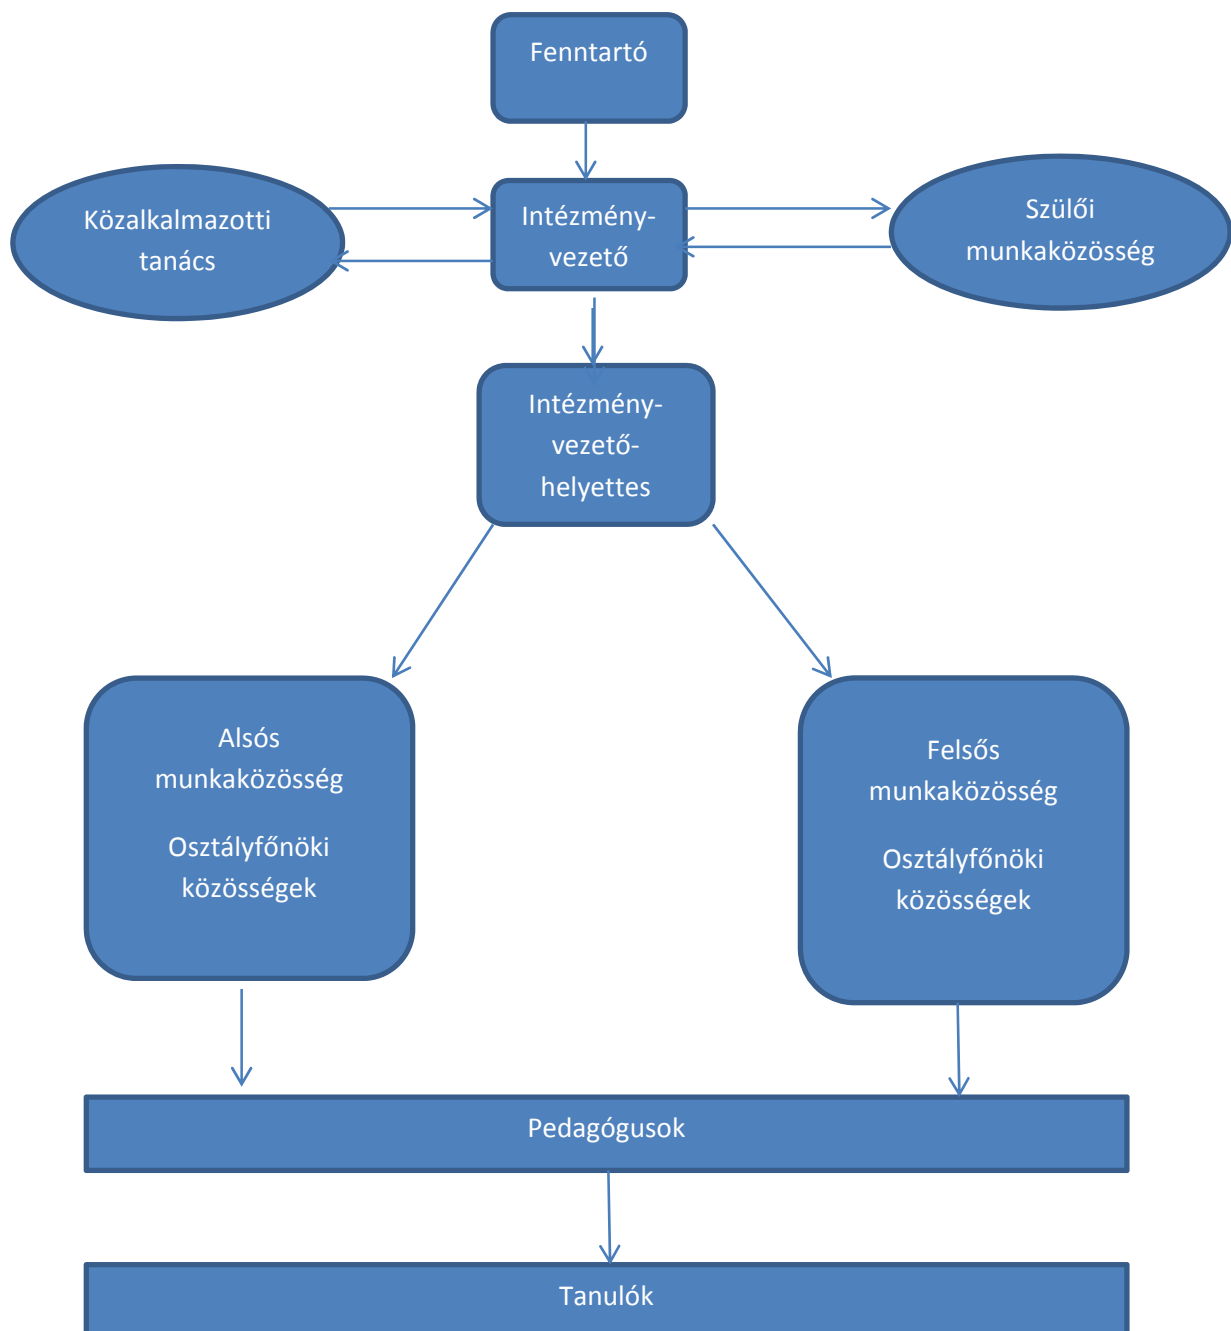 Fenntartó
Közalkalmazotti
tanács
Intézmény-
vezető
Szülői
munkaközösség
Intézmény-
vezető-
helyettes
Alsós
munkaközösség
Osztályfőnöki
közösségek
Felsős
munkaközösség
Osztályfőnöki
közösségek
Pedagógusok
Tanulók